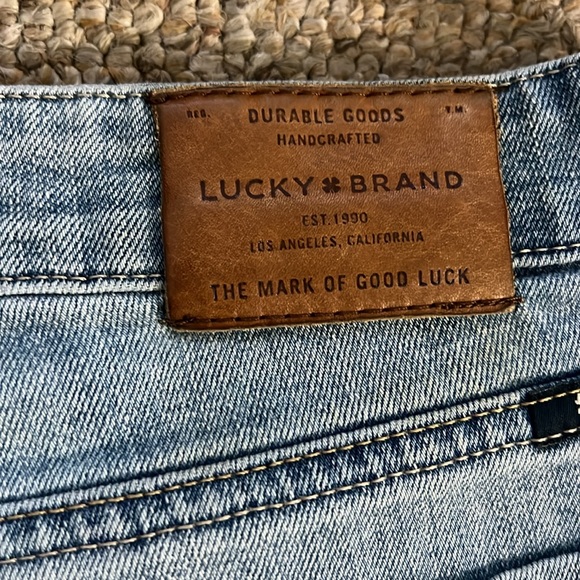 REG. DURABLE GOODS T.M.
HANDCRAFTED
LUCKY BRAND
EST. 1990
LOS ANGELES, CALIFORNIA
THE MARK OF GOOD LUCK